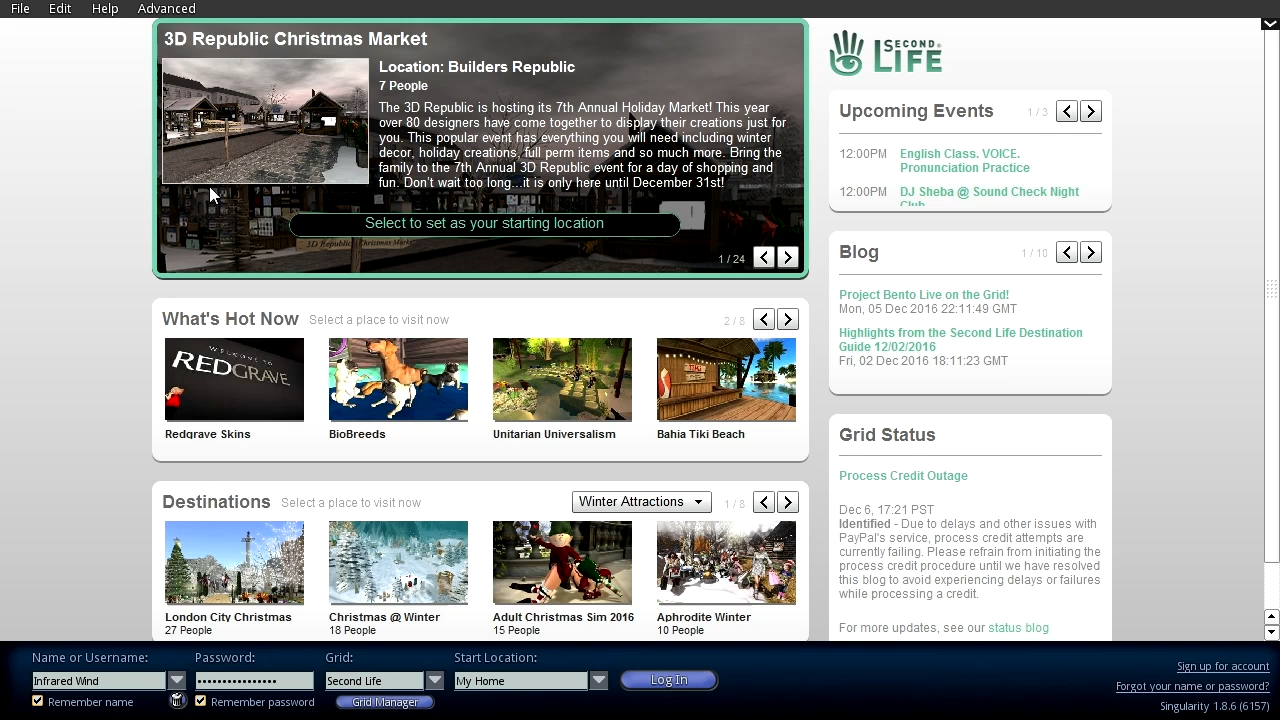 File Edit Help Advanced
3D Republic Christmas Market
Location: Builders Republic
7 People
The 3D Republic is hosting its 7th Annual Holiday Market! This year
over 80 designers have come together to display their creations just for
you. This popular event has everything you will need including winter
decor, holiday creations, full perm items and so much more. Bring the
family to the 7th Annual 3D Republic event for a day of shopping and
fun. Don't wait too long...it is only here until December 31st!
Select to set as your starting location
3D Republic Christmas Market
1 / 24
What's Hot Now Select a place to visit now 2 / 8
WELCOME TO
REDGRAVE
Redgrave Skins BioBreeds Unitarian Universalism Bahia Tiki Beach
Destinations Select a place to visit now Winter Attractions 1 / 8
London City Christmas Christmas @ Winter Adult Christmas Sim 2016 Aphrodite Winter
27 People 18 People 15 People 10 People
SECOND
LIFE
Upcoming Events 1 / 3
12:00PM English Class. VOICE.
Pronunciation Practice
12:00PM DJ Sheba @ Sound Check Night
Club
Blog 1 / 10
Project Bento Live on the Grid!
Mon, 05 Dec 2016 22:11:49 GMT
Highlights from the Second Life Destination
Guide 12/02/2016
Fri, 02 Dec 2016 18:11:23 GMT
Grid Status
Process Credit Outage
Dec 6, 17:21 PST
Identified - Due to delays and other issues with
PayPal's service, process credit attempts are
currently failing. Please refrain from initiating the
process credit procedure until we have resolved
this blog to avoid experiencing delays or failures
while processing a credit.
For more updates, see our status blog
Name or Username: Password: Grid: Start Location:
Infrared Wind •••••••••••••••• Second Life My Home Log In
Remember name Remember password Grid Manager
Sign up for account
Forgot your name or password?
Singularity 1.8.6 (6157)